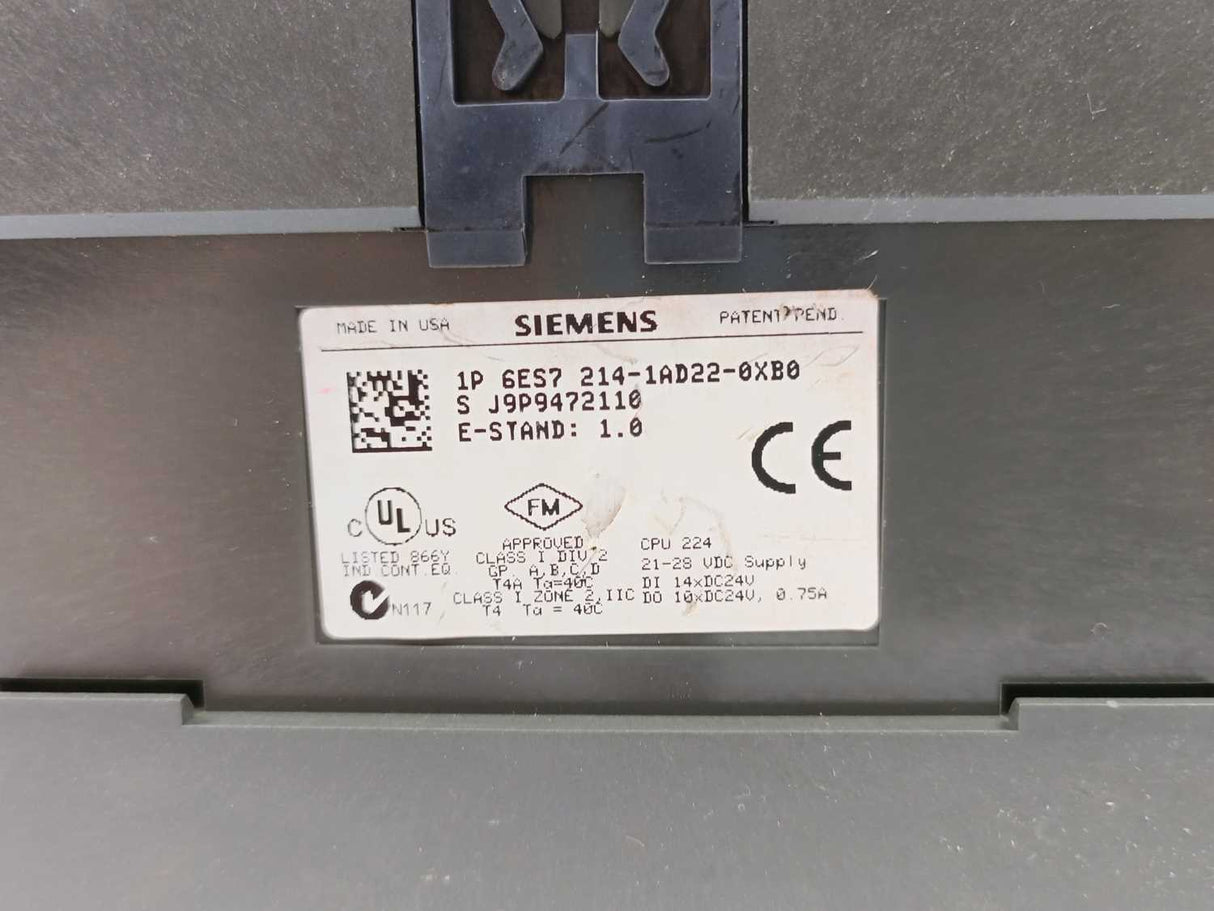 MADE IN USA SIEMENS PATENT PEND.
1P 6ES7 214-1AD22-0XB0
S J9P9472110
E-STAND: 1.0
CE
C UL US
LISTED 866Y
IND CONT.EQ.
N117
FM
APPROVED
CLASS I DIV 2
GP A,B,C,D
T4A Ta=40C
CLASS I ZONE 2,IIC
T4 Ta = 40C
CPU 224
21-28 VDC Supply
DI 14xDC24V
DO 10xDC24V, 0.75A